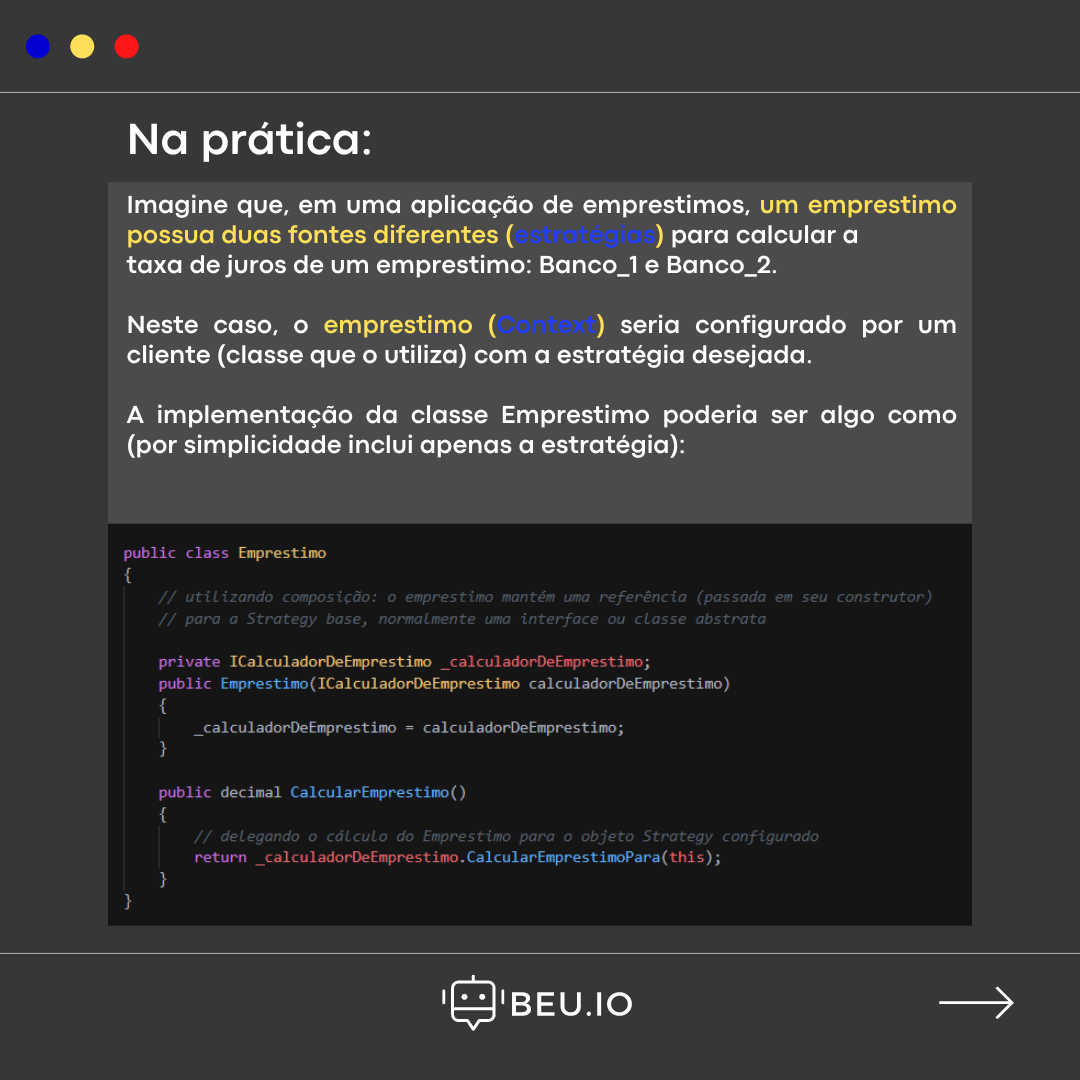 Na prática:
Imagine que, em uma aplicação de emprestimos, um emprestimo
possua duas fontes diferentes (estratégias) para calcular a
taxa de juros de um emprestimo: Banco_1 e Banco_2.
Neste caso, o emprestimo (Context) seria configurado por um
cliente (classe que o utiliza) com a estratégia desejada.
A implementação da classe Emprestimo poderia ser algo como
(por simplicidade inclui apenas a estratégia):
public class Emprestimo
{
// utilizando composição: o emprestimo mantém uma referência (passada em seu construtor)
// para a Strategy base, normalmente uma interface ou classe abstrata
private ICalculadorDeEmprestimo _calculadorDeEmprestimo;
public Emprestimo(ICalculadorDeEmprestimo calculadorDeEmprestimo)
{
_calculadorDeEmprestimo = calculadorDeEmprestimo;
}
public decimal CalcularEmprestimo()
{
// delegando o cálculo do Emprestimo para o objeto Strategy configurado
return _calculadorDeEmprestimo.CalcularEmprestimoPara(this);
}
}
BEU.IO